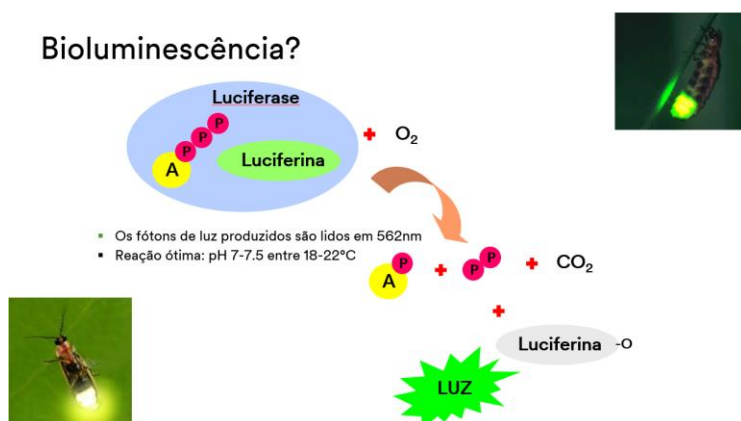 Bioluminescência?
Luciferase
P
P
P
A
Luciferina
+ O₂
▪ Os fótons de luz produzidos são lidos em 562nm
▪ Reação ótima: pH 7-7.5 entre 18-22°C
P
A
+
P
P
+ CO₂
+
Luciferina -O
LUZ